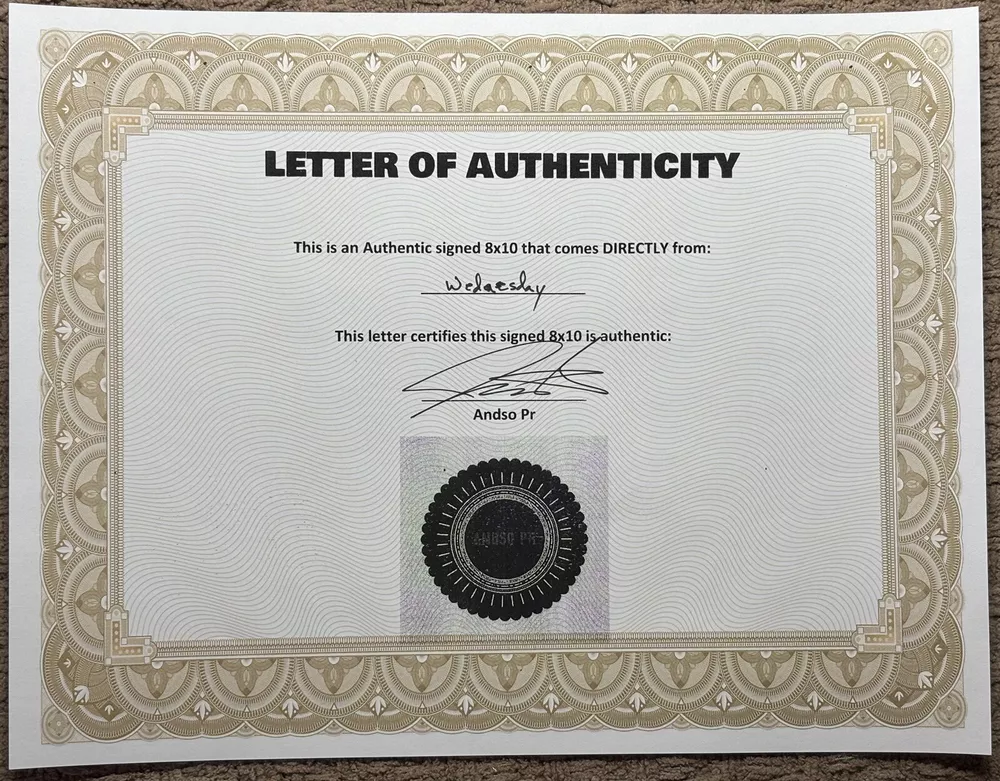 LETTER OF AUTHENTICITY
This is an Authentic signed 8x10 that comes DIRECTLY from:
Wednesday
This letter certifies this signed 8x10 is authentic:
Andso Pr
ANDSO PR